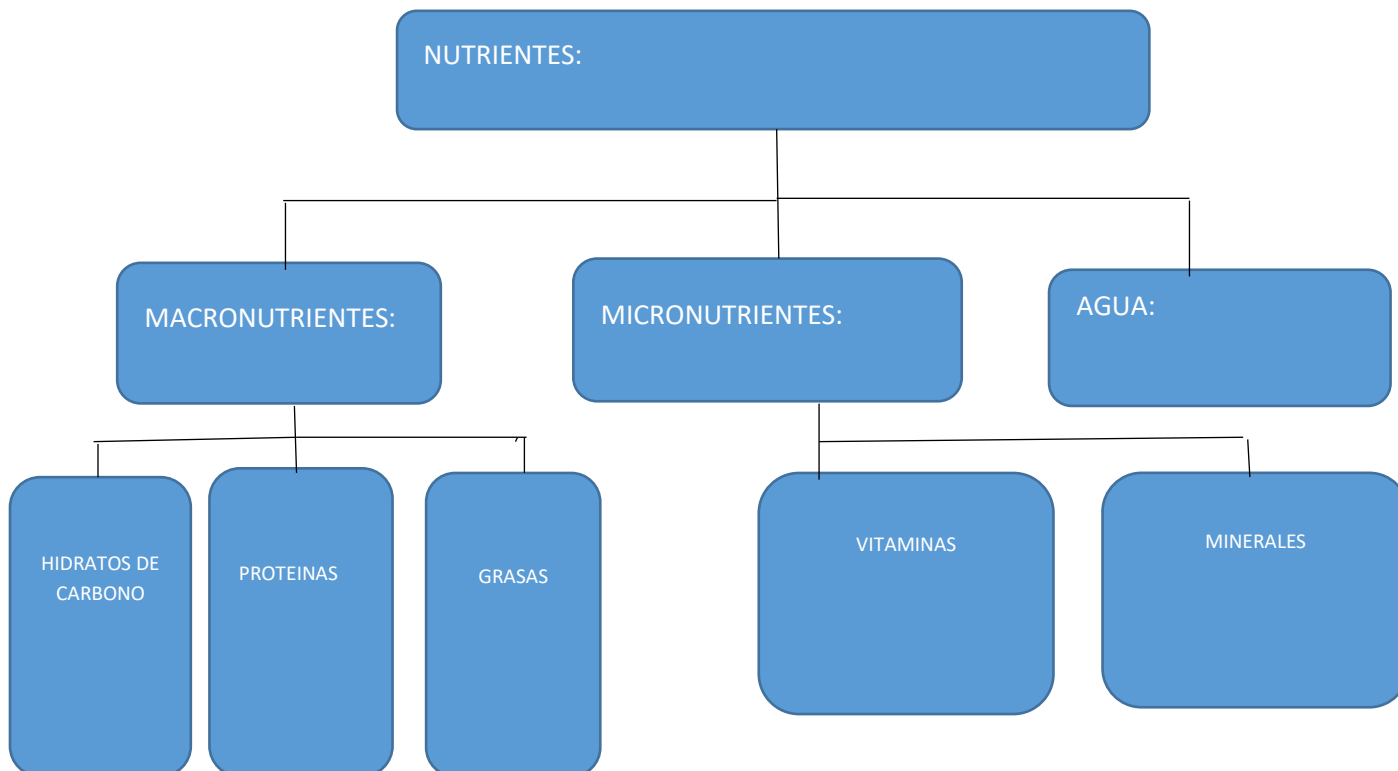 NUTRIENTES:
MACRONUTRIENTES:
MICRONUTRIENTES:
AGUA:
HIDRATOS DE
CARBONO
PROTEINAS
GRASAS
VITAMINAS
MINERALES